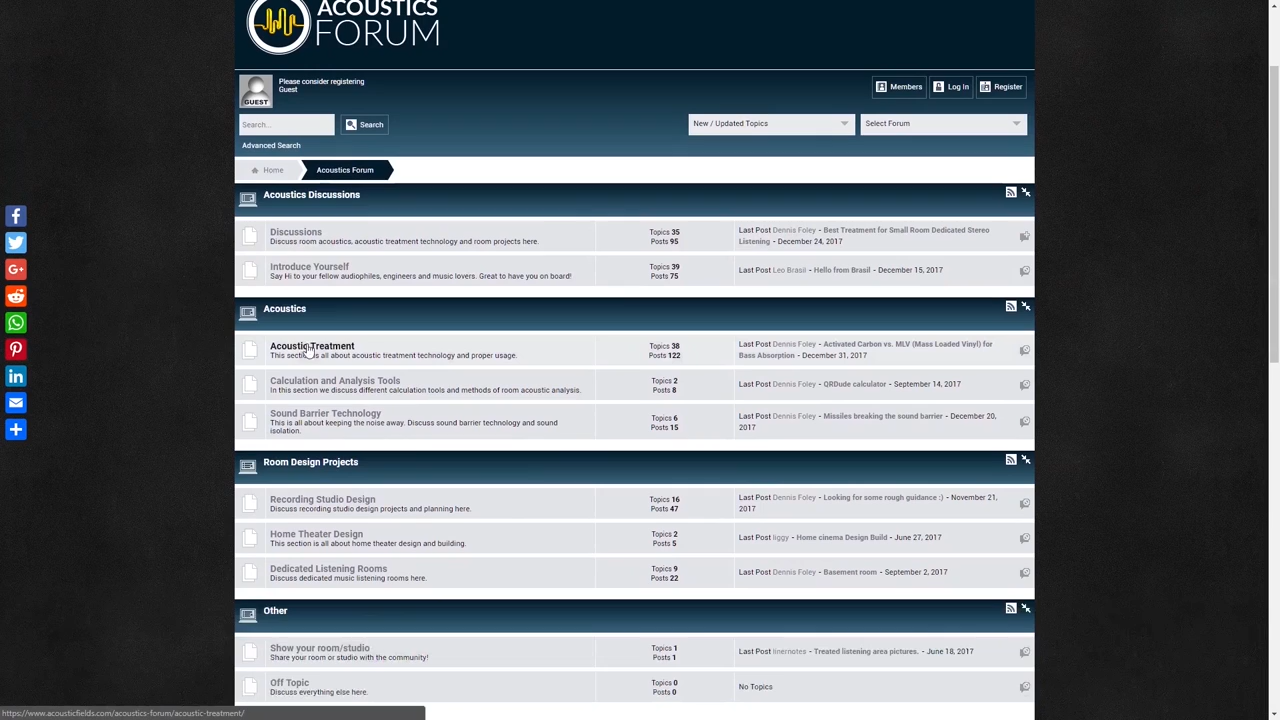 ACOUSTICS
FORUM
Please consider registering
Guest
GUEST
Members
Log In
Register
Search...
Search
New / Updated Topics
Select Forum
Advanced Search
Home
Acoustics Forum
Acoustics Discussions
Discussions
Discuss room acoustics, acoustic treatment technology and room projects here.
Topics 35
Posts 95
Last Post Dennis Foley - Best Treatment for Small Room Dedicated Stereo
Listening - December 24, 2017
Introduce Yourself
Say Hi to your fellow audiophiles, engineers and music lovers. Great to have you on board!
Topics 39
Posts 75
Last Post Leo Brasil - Hello from Brasil - December 15, 2017
Acoustics
Acoustic Treatment
This section is all about acoustic treatment technology and proper usage.
Topics 38
Posts 122
Last Post Dennis Foley - Activated Carbon vs. MLV (Mass Loaded Vinyl) for
Bass Absorption - December 31, 2017
Calculation and Analysis Tools
In this section we discuss different calculation tools and methods of room acoustic analysis.
Topics 2
Posts 8
Last Post Dennis Foley - QRDude calculator - September 14, 2017
Sound Barrier Technology
This is all about keeping the noise away. Discuss sound barrier technology and sound
isolation.
Topics 6
Posts 15
Last Post Dennis Foley - Missiles breaking the sound barrier - December 20,
2017
Room Design Projects
Recording Studio Design
Discuss recording studio design projects and planning here.
Topics 16
Posts 47
Last Post Dennis Foley - Looking for some rough guidance :) - November 21,
2017
Home Theater Design
This section is all about home theater design and building.
Topics 2
Posts 5
Last Post liggy - Home cinema Design Build - June 27, 2017
Dedicated Listening Rooms
Discuss dedicated music listening rooms here.
Topics 9
Posts 22
Last Post Dennis Foley - Basement room - September 2, 2017
Other
Show your room/studio
Share your room or studio with the community!
Topics 1
Posts 1
Last Post linernotes - Treated listening area pictures. - June 18, 2017
Off Topic
Discuss everything else here.
Topics 0
Posts 0
No Topics
https://www.acousticfields.com/acoustics-forum/acoustic-treatment/